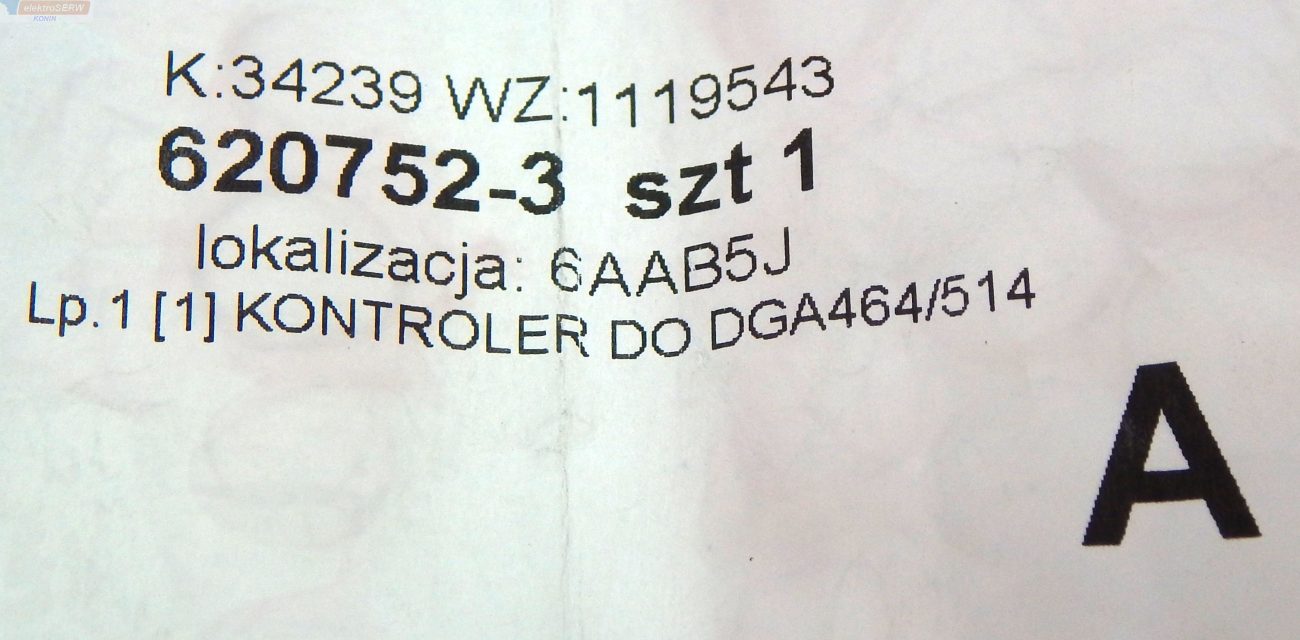 elektroSERW
KONIN
K:34239 WZ:1119543
620752-3 szt 1
lokalizacja: 6AAB5J
Lp.1 [1] KONTROLER DO DGA464/514
A